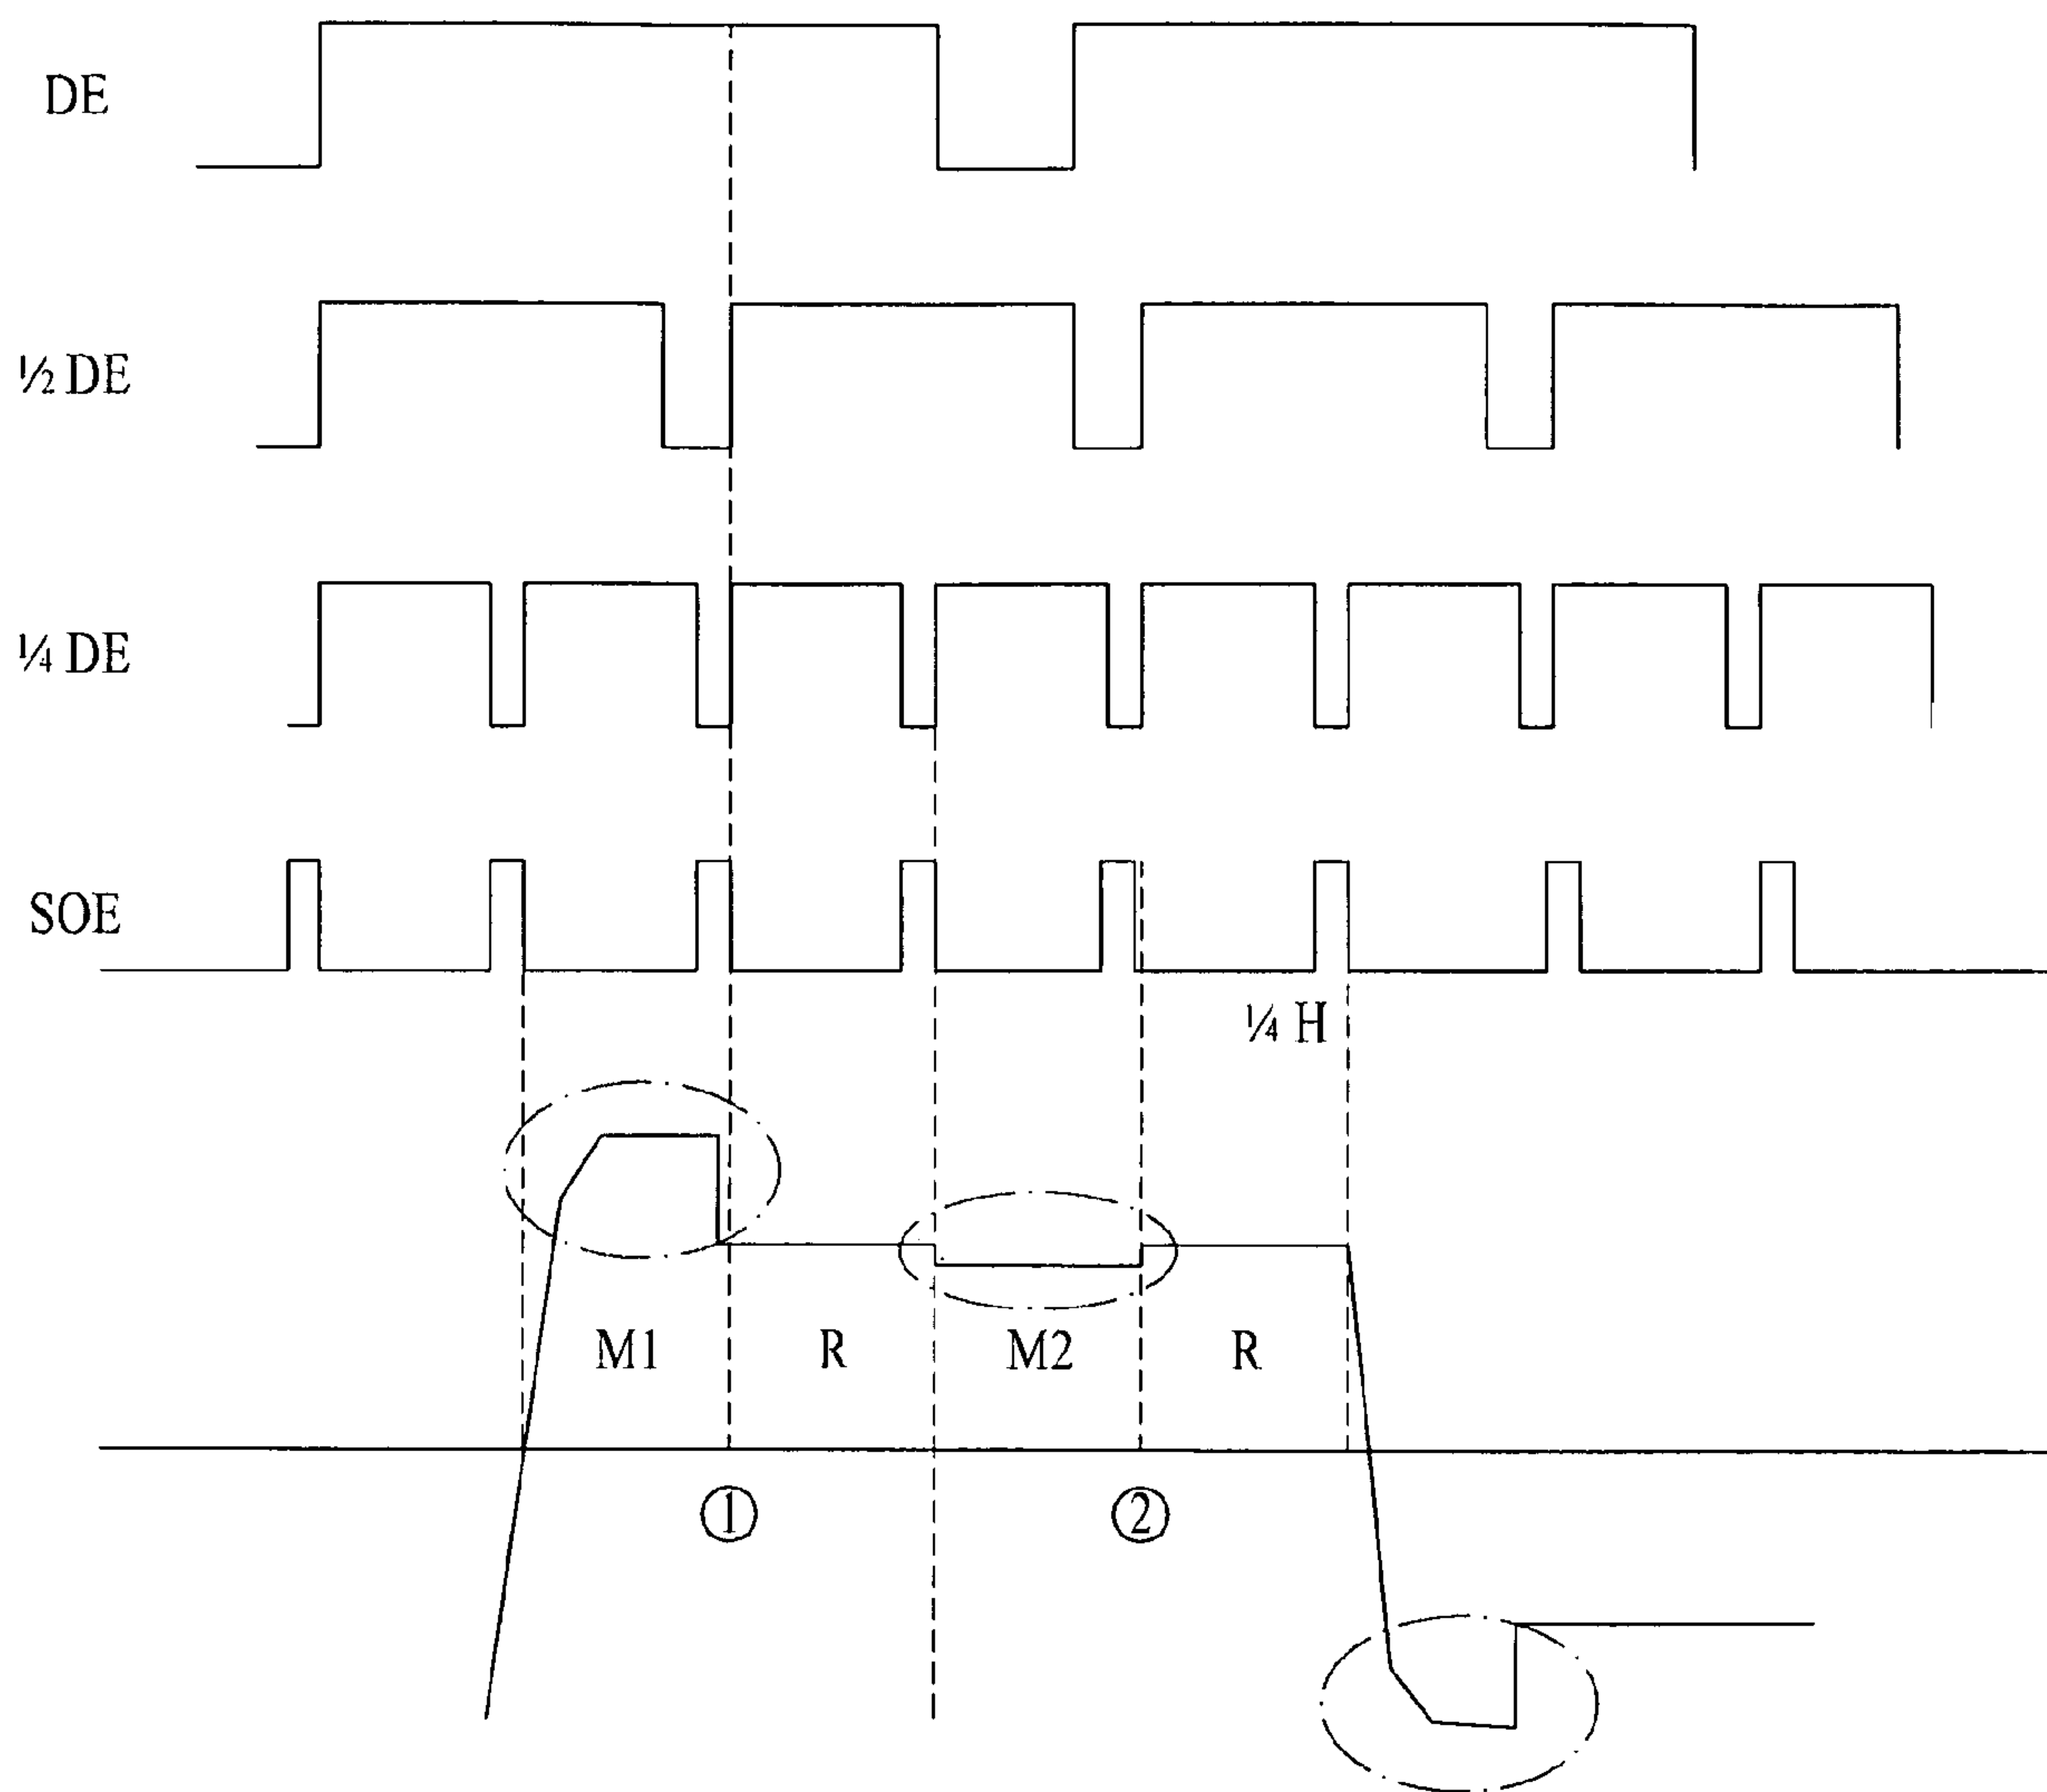 DE
½ DE
¼ DE
SOE
¼ H
M1 R M2 R
① ②